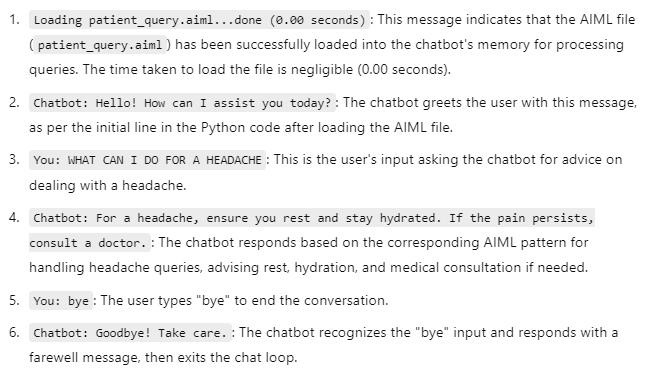 1. Loading patient_query.aiml...done (0.00 seconds) : This message indicates that the AIML file
( patient_query.aiml ) has been successfully loaded into the chatbot's memory for processing
queries. The time taken to load the file is negligible (0.00 seconds).
2. Chatbot: Hello! How can I assist you today? : The chatbot greets the user with this message,
as per the initial line in the Python code after loading the AIML file.
3. You: WHAT CAN I DO FOR A HEADACHE : This is the user's input asking the chatbot for advice on
dealing with a headache.
4. Chatbot: For a headache, ensure you rest and stay hydrated. If the pain persists,
consult a doctor. : The chatbot responds based on the corresponding AIML pattern for
handling headache queries, advising rest, hydration, and medical consultation if needed.
5. You: bye : The user types "bye" to end the conversation.
6. Chatbot: Goodbye! Take care. : The chatbot recognizes the "bye" input and responds with a
farewell message, then exits the chat loop.